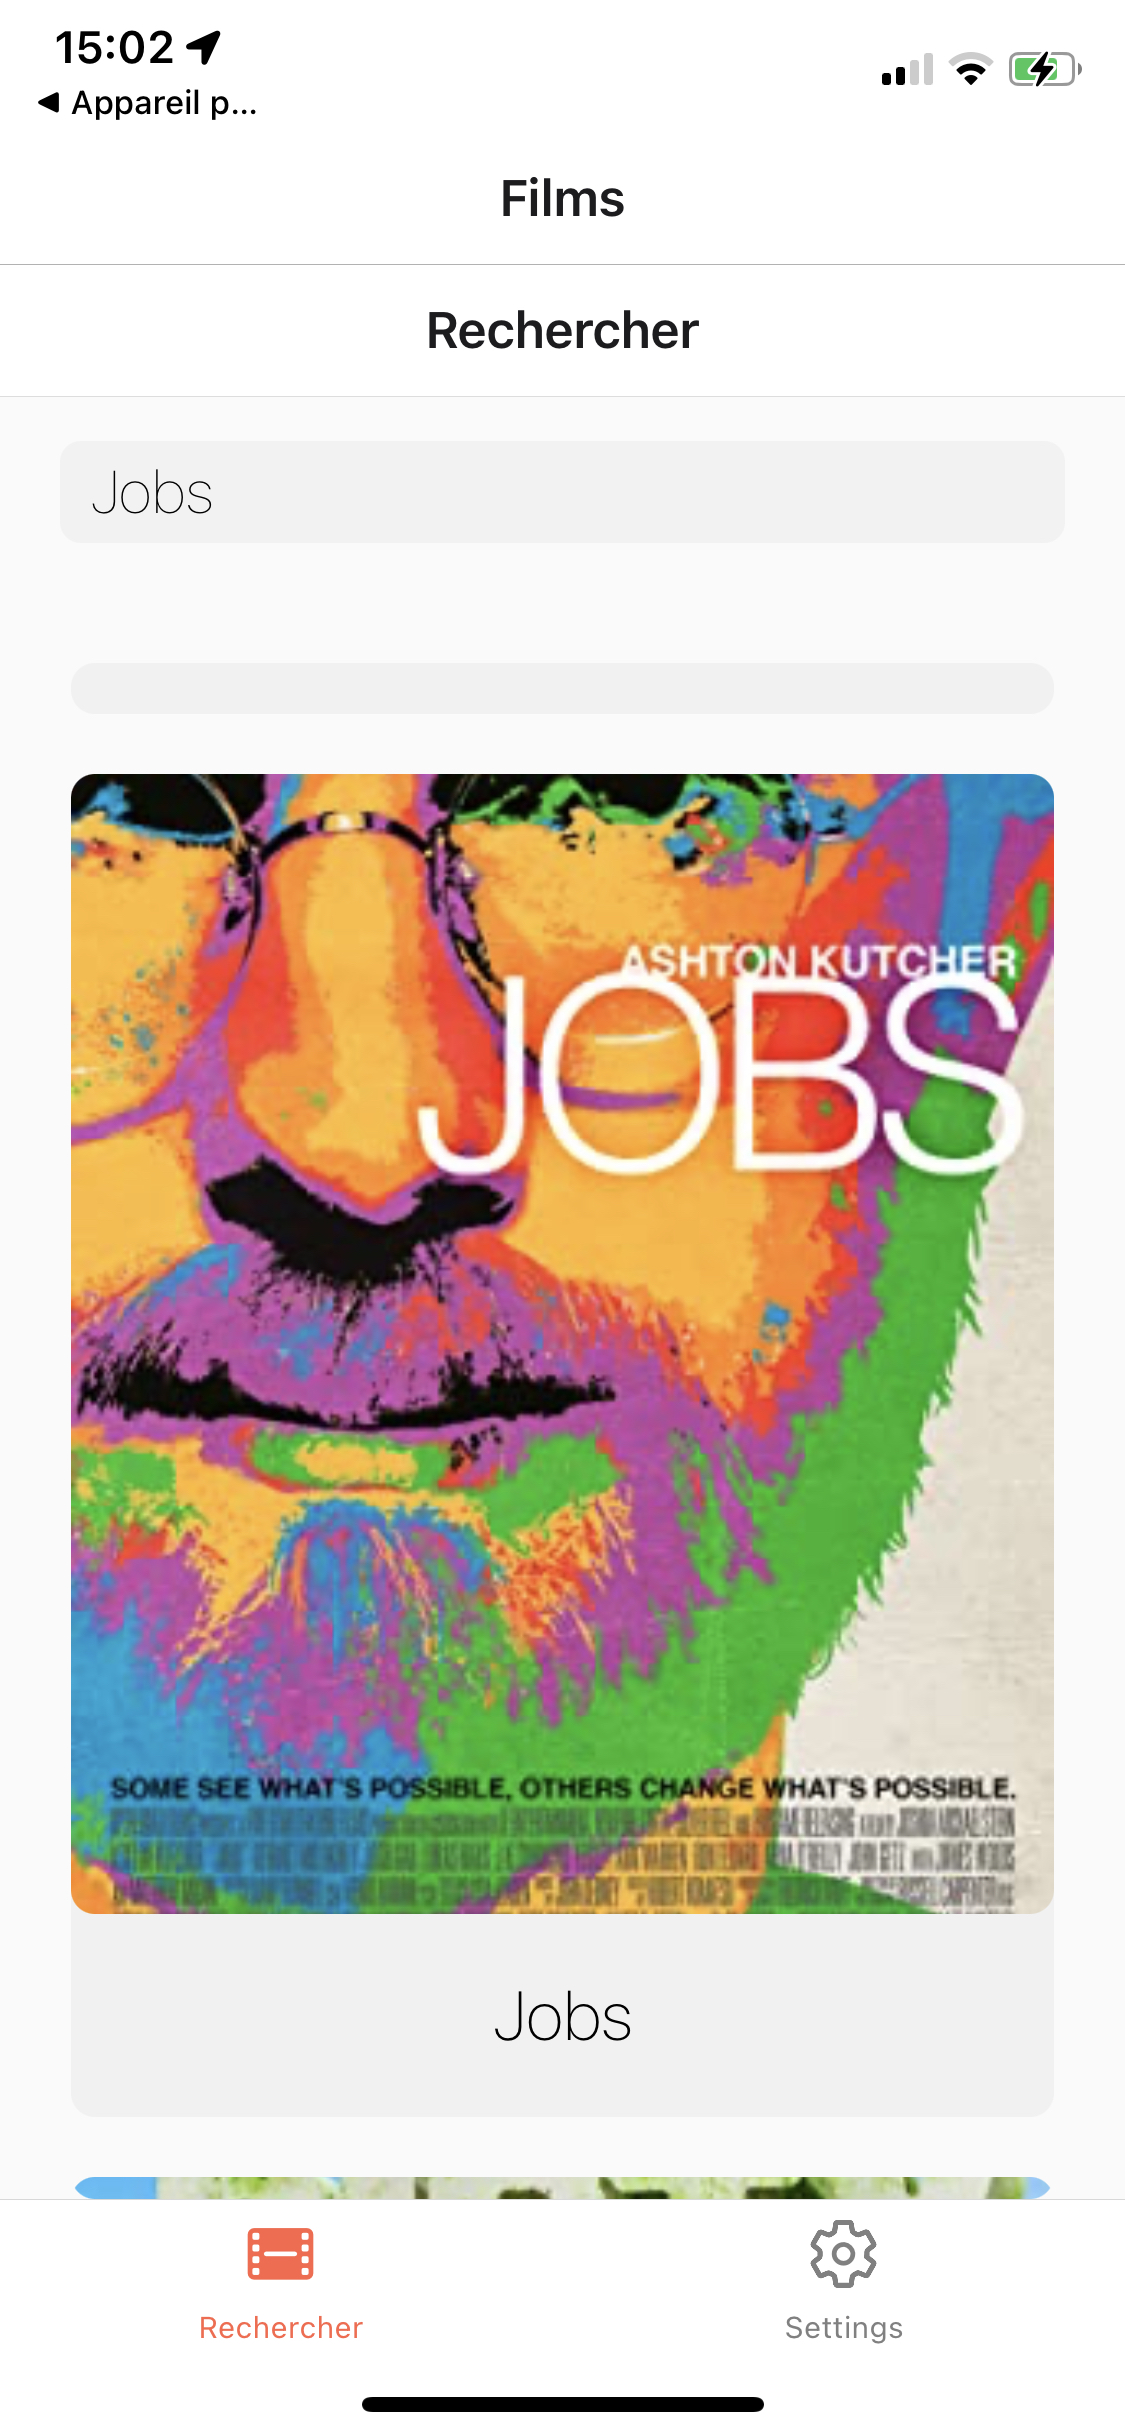 15:02
Appareil p...
Films
Rechercher
Jobs
ASHTON KUTCHER
JOBS
SOME SEE WHAT'S POSSIBLE, OTHERS CHANGE WHAT'S POSSIBLE.
Jobs
Rechercher
Settings